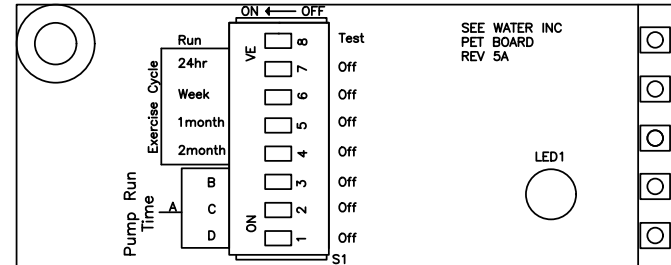 ON ← OFF
Run VE 8 Test
24hr 7 Off
Week 6 Off
1month 5 Off
2month 4 Off
Exercise Cycle
B 3 Off
C ON 2 Off
D 1 Off
A
Pump Run
Time
S1
SEE WATER INC
PET BOARD
REV 5A
LED1